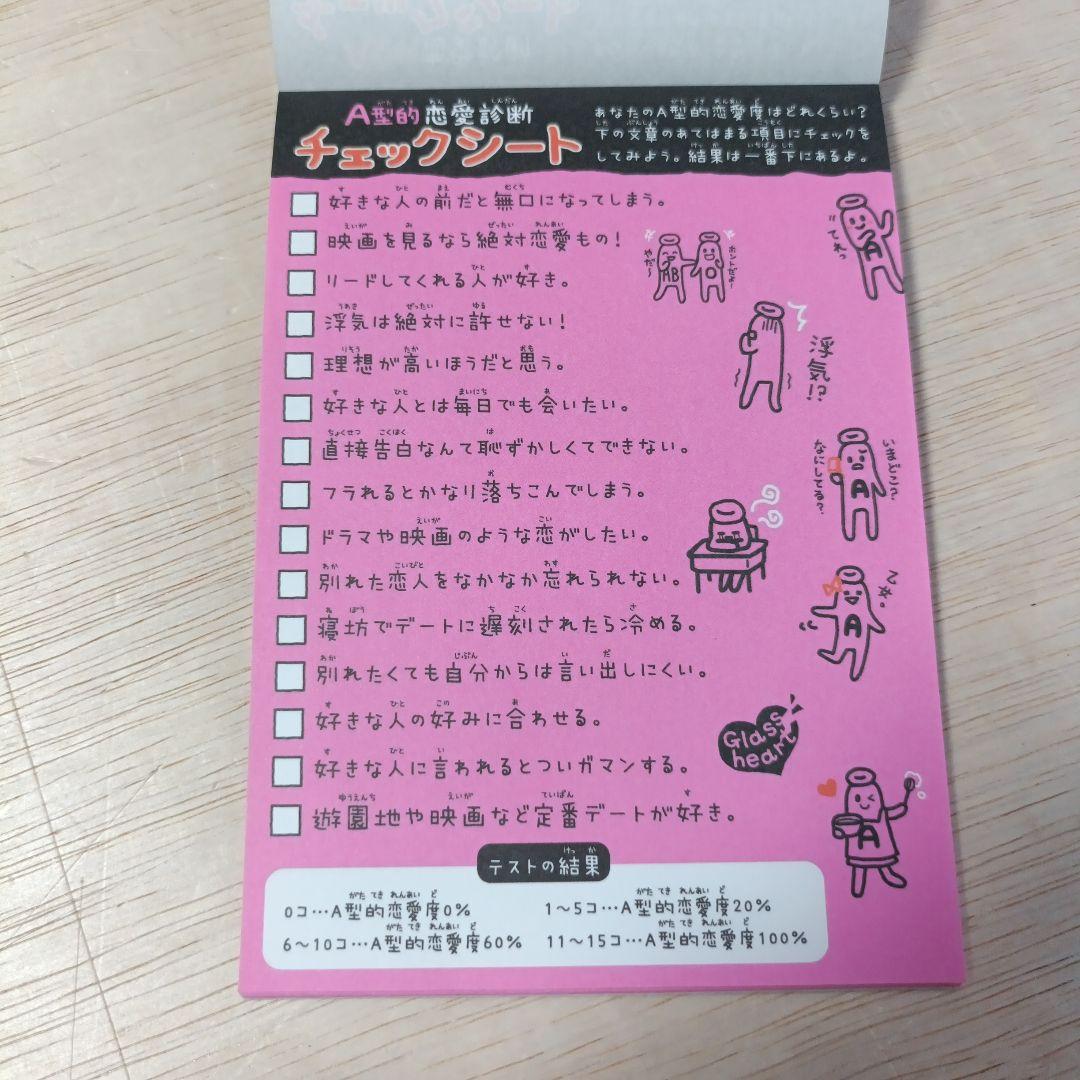 A型的恋愛診断
チェックシート
あなたのA型的恋愛度はどれくらい?
下の文章のあてはまる項目にチェックを
してみよう。結果は一番下にあるよ。
好きな人の前だと無口になってしまう。
映画を見るなら絶対恋愛もの!
リードしてくれる人が好き。
浮気は絶対に許せない!
理想が高いほうだと思う。
好きな人とは毎日でも会いたい。
直接告白なんて恥ずかしくてできない。
フラれるとかなり落ちこんでしまう。
ドラマや映画のような恋がしたい。
別れた恋人をなかなか忘れられない。
寝坊でデートに遅刻されたら冷める。
別れたくても自分からは言い出しにくい。
好きな人の好みに合わせる。
好きな人に言われるとついガマンする。
遊園地や映画など定番デートが好き。
てれっ
A
やだ〜
AB
O
ホントだよ!
浮気!?
なにしてる?
A
A
Glass
heart
A
テストの結果
0コ…A型的恋愛度0%
1〜5コ…A型的恋愛度20%
6〜10コ…A型的恋愛度60%
11〜15コ…A型的恋愛度100%